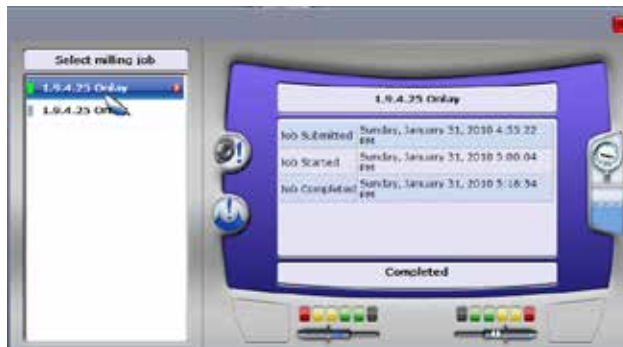 Select milling job
1.9.4.25 Onlay
1.9.4.25 On
1.9.4.25 Onlay
Job Submitted Sunday, January 31, 2010 4:55:22
PM
Job Started Sunday, January 31, 2010 5:00:04
PM
Job Completed Sunday, January 31, 2010 5:18:54
PM
Completed